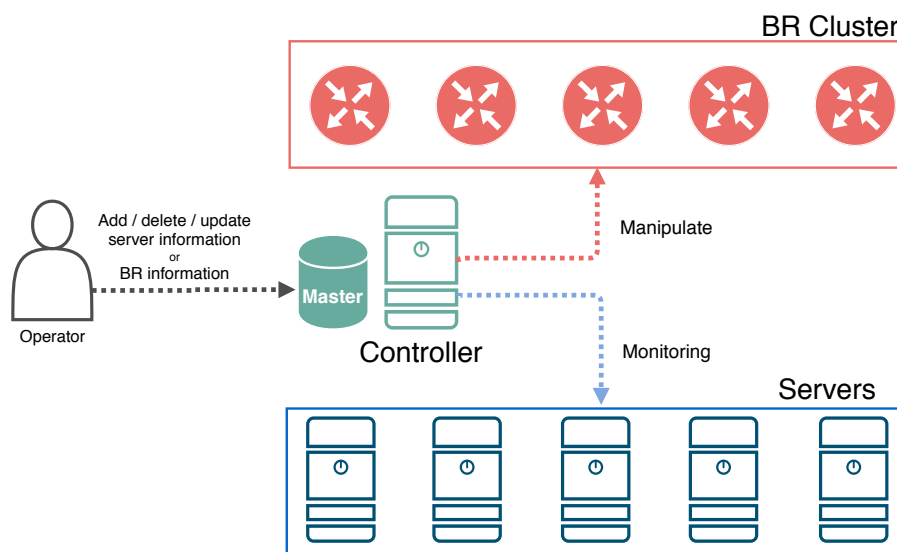 BR Cluster
Add / delete / update
server information
or
BR information
Manipulate
Master
Operator
Controller
Monitoring
Servers